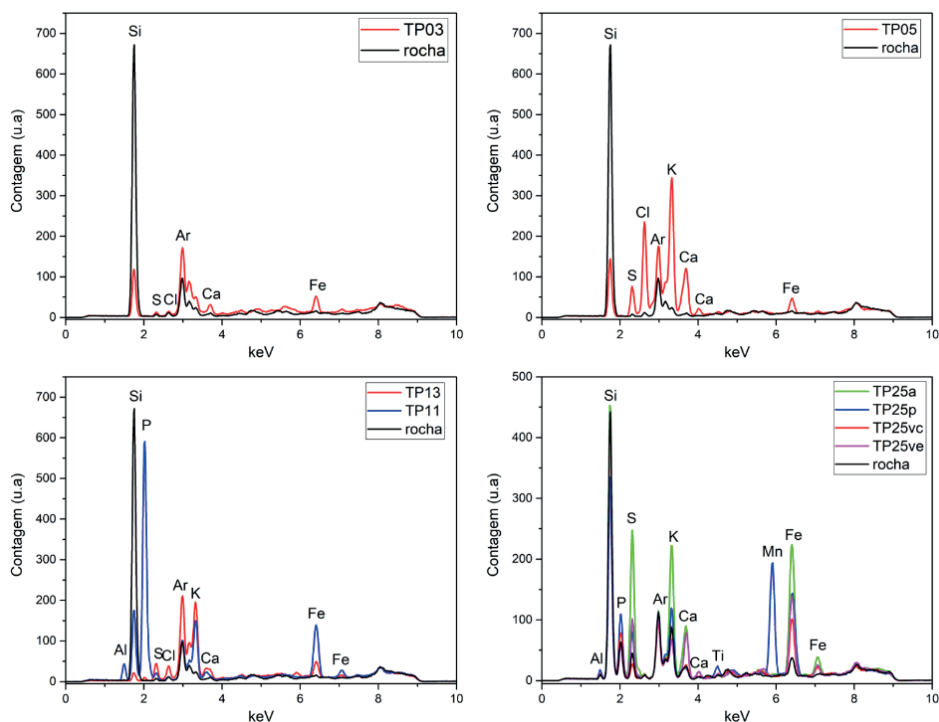 TP03
rocha
Contagem (u.a)
700
600
500
400
300
200
100
0
Si
S
Cl
Ar
Ca
Fe
0 2 4 6 8 10
keV
TP05
rocha
Contagem (u.a)
700
600
500
400
300
200
100
0
Si
S
Cl
Ar
K
Ca
Ca
Fe
0 2 4 6 8 10
keV
TP13
TP11
rocha
Contagem (u.a)
700
600
500
400
300
200
100
0
Al
Si
P
S
Cl
Ar
K
Ca
Fe
Fe
0 2 4 6 8 10
keV
TP25a
TP25p
TP25vc
TP25ve
rocha
Contagem (u.a)
500
400
300
200
100
0
Al
Si
P
S
Ar
K
Ca
Ca
Ti
Mn
Fe
Fe
0 2 4 6 8 10
keV